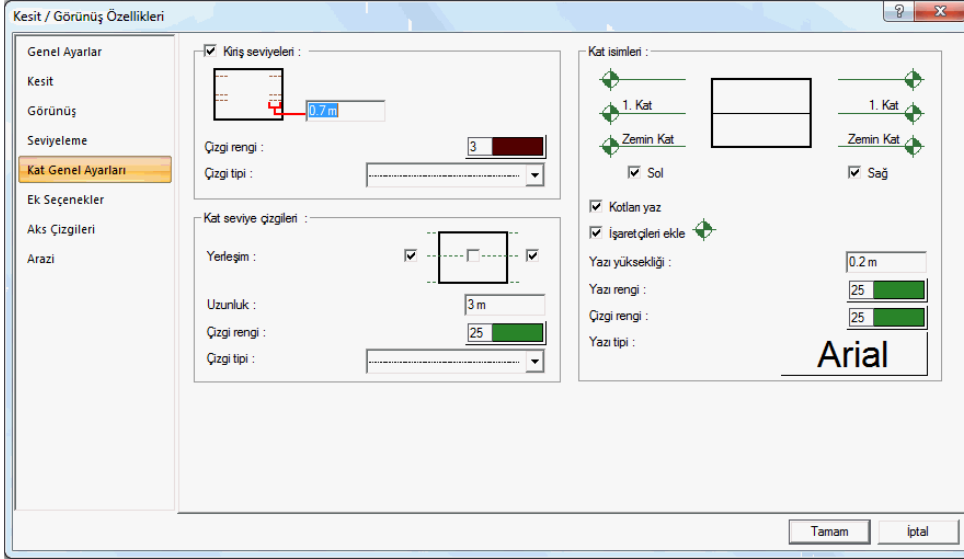 Kesit / Görünüş Özellikleri
Genel Ayarlar
Kesit
Görünüş
Seviyeleme
Kat Genel Ayarları
Ek Seçenekler
Aks Çizgileri
Arazi
Kiriş seviyeleri :
0.7 m
Çizgi rengi :
3
Çizgi tipi :
Kat seviye çizgileri :
Yerleşim :
Uzunluk :
3 m
Çizgi rengi :
25
Çizgi tipi :
Kat isimleri :
1. Kat
1. Kat
Zemin Kat
Zemin Kat
Sol
Sağ
Kotları yaz
İşaretçileri ekle
Yazı yüksekliği :
0.2 m
Yazı rengi :
25
Çizgi rengi :
25
Yazı tipi :
Arial
Tamam
İptal